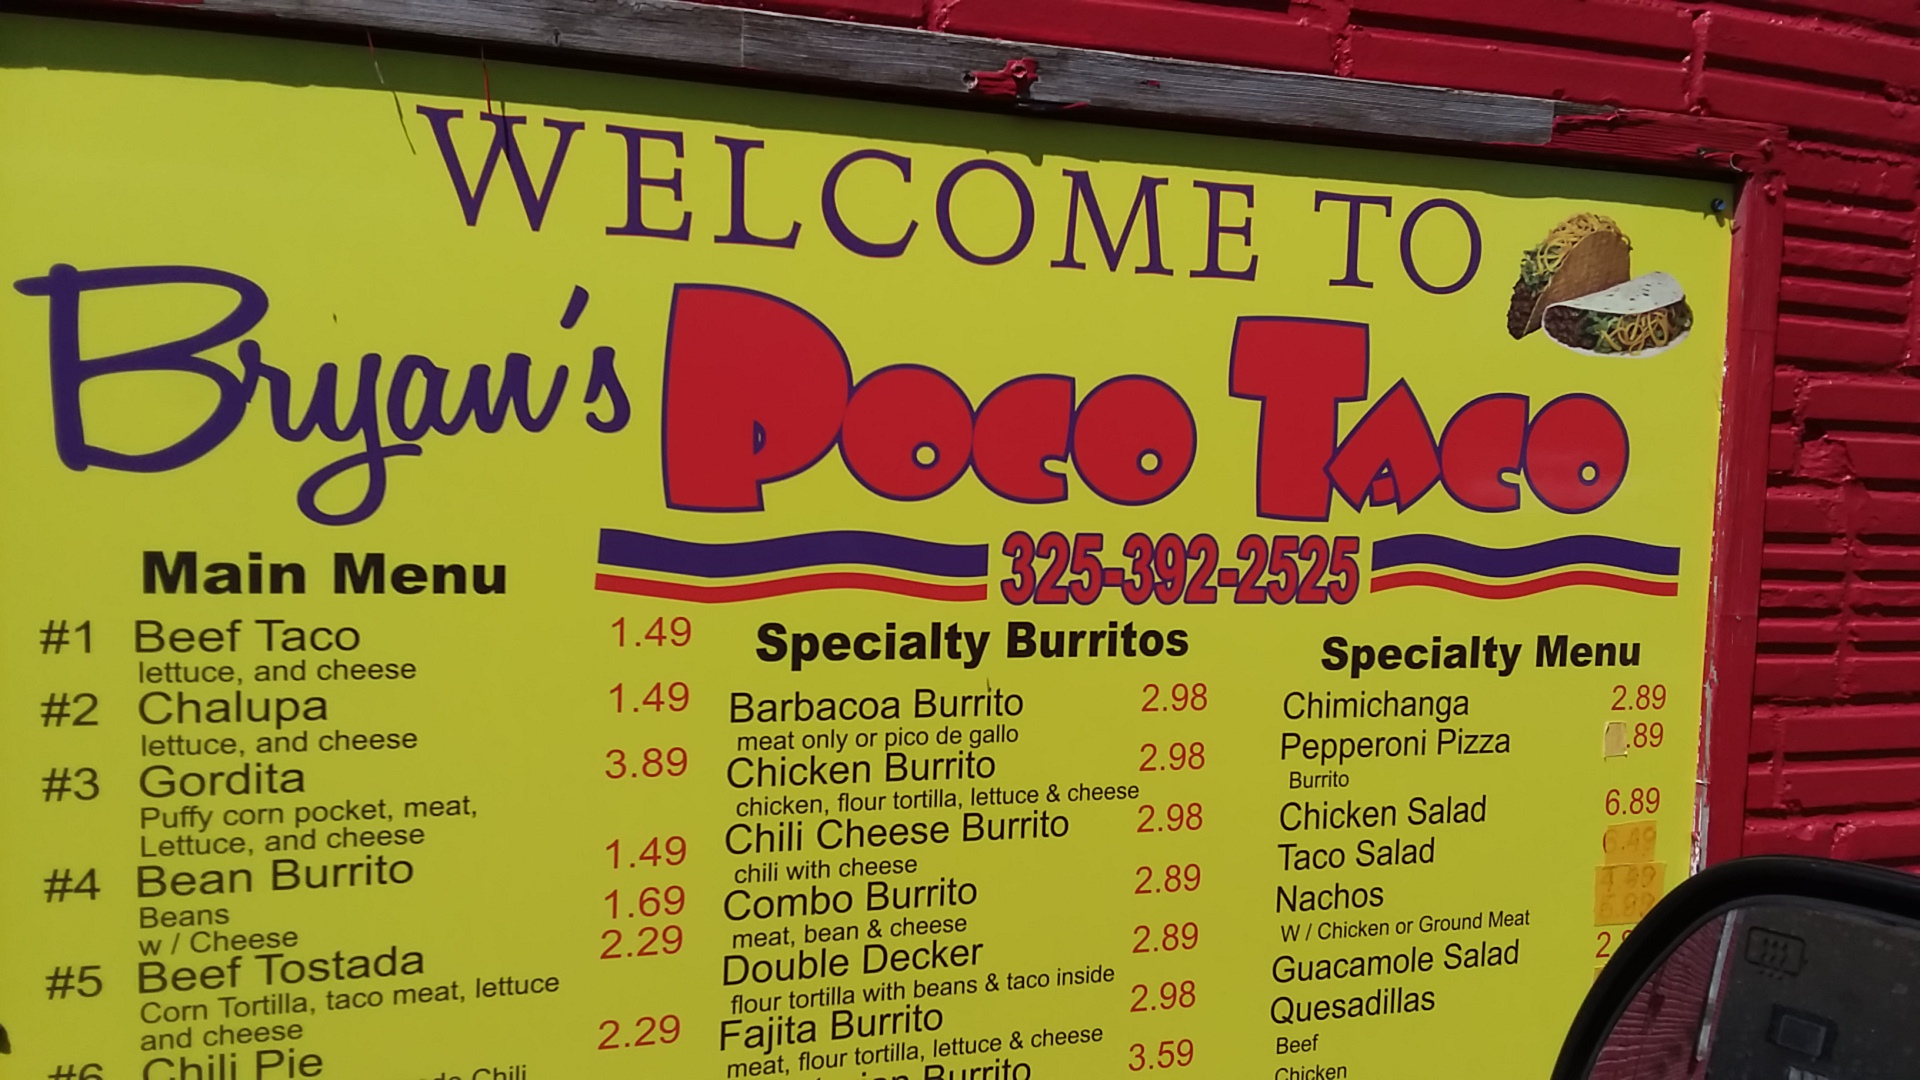 WELCOME TO
Bryan's POCO TACO
325-392-2525
Main Menu
#1 Beef Taco 1.49
lettuce, and cheese
#2 Chalupa 1.49
lettuce, and cheese
#3 Gordita 3.89
Puffy corn pocket, meat,
Lettuce, and cheese
#4 Bean Burrito 1.49
Beans 1.69
w / Cheese 2.29
#5 Beef Tostada
Corn Tortilla, taco meat, lettuce
and cheese 2.29
#6 Chili Pie
Chili
Specialty Burritos
Barbacoa Burrito 2.98
meat only or pico de gallo
Chicken Burrito 2.98
chicken, flour tortilla, lettuce & cheese
Chili Cheese Burrito 2.98
chili with cheese
Combo Burrito 2.89
meat, bean & cheese
Double Decker 2.89
flour tortilla with beans & taco inside
Fajita Burrito 2.98
meat, flour tortilla, lettuce & cheese
Burrito 3.59
Specialty Menu
Chimichanga 2.89
Pepperoni Pizza .89
Burrito
Chicken Salad 6.89
Taco Salad
Nachos
W / Chicken or Ground Meat
Guacamole Salad
Quesadillas
Beef
Chicken